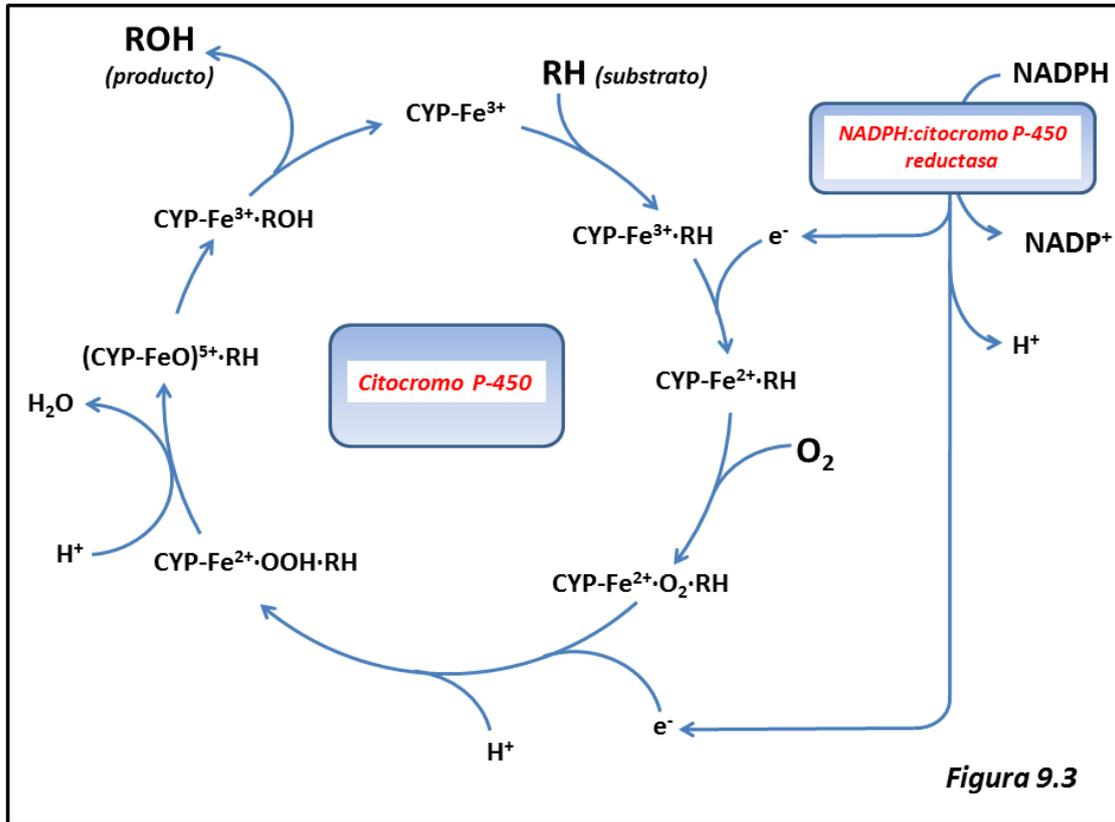 ROH
(producto)
RH (substrato)
NADPH
CYP-Fe³⁺
NADPH:citocromo P-450
reductasa
CYP-Fe³⁺·ROH
CYP-Fe³⁺·RH
e⁻
NADP⁺
(CYP-FeO)⁵⁺·RH
H⁺
Citocromo P-450
CYP-Fe²⁺·RH
H₂O
O₂
H⁺
CYP-Fe²⁺·OOH·RH
CYP-Fe²⁺·O₂·RH
H⁺
e⁻
Figura 9.3